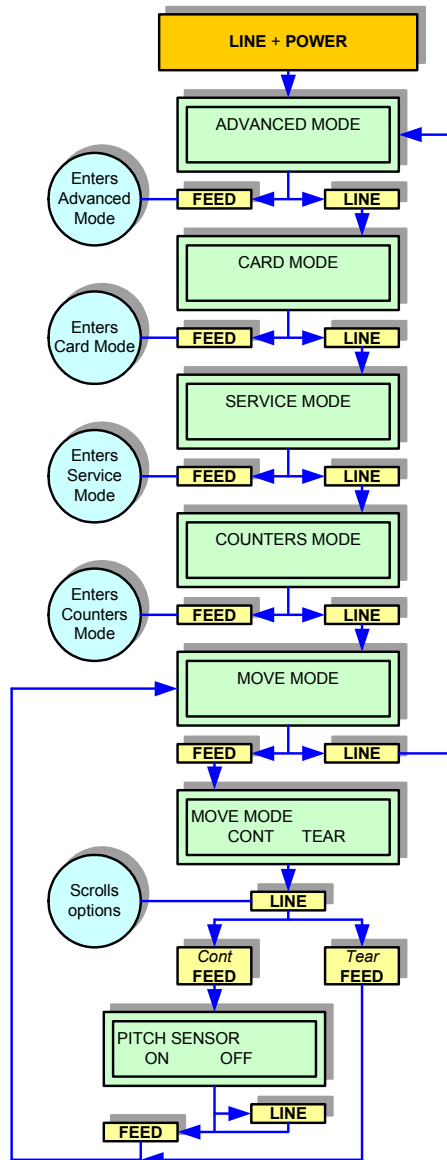 LINE + POWER
ADVANCED MODE
Enters
Advanced
Mode
FEED
LINE
CARD MODE
Enters
Card Mode
FEED
LINE
SERVICE MODE
Enters
Service
Mode
FEED
LINE
COUNTERS MODE
Enters
Counters
Mode
FEED
LINE
MOVE MODE
FEED
LINE
MOVE MODE
CONT TEAR
Scrolls
options
LINE
Cont
FEED
Tear
FEED
PITCH SENSOR
ON OFF
LINE
FEED